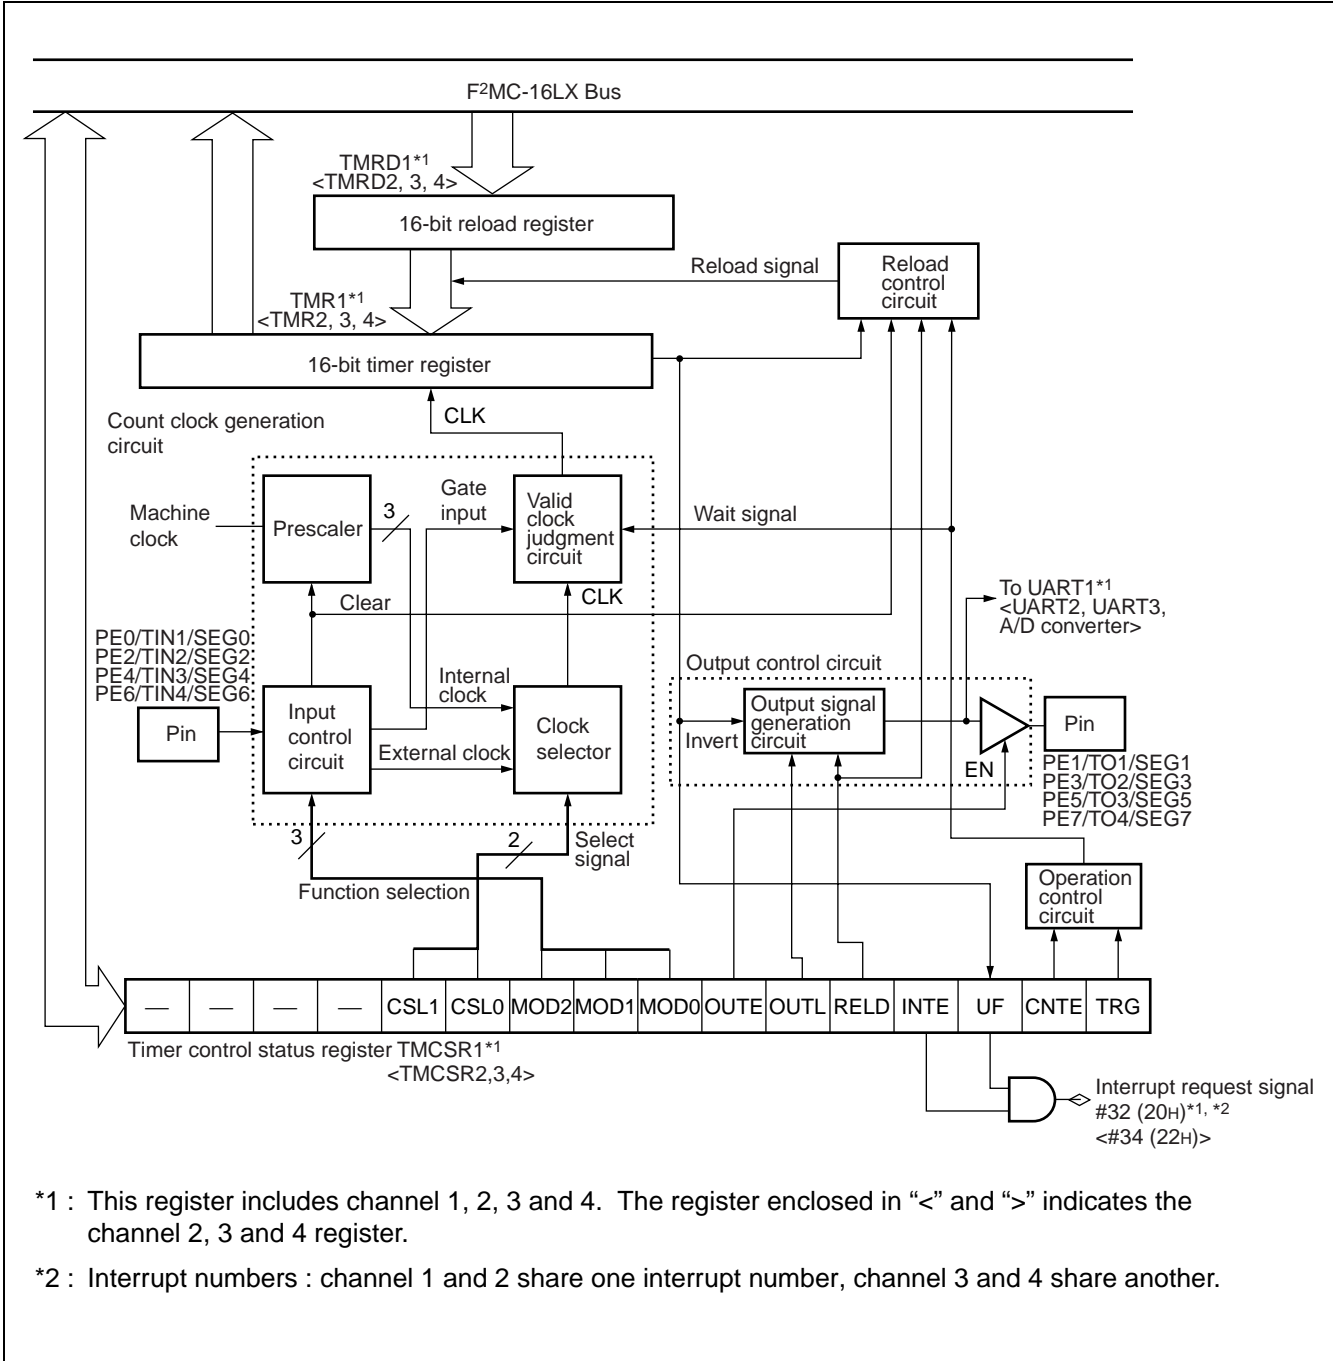 F2MC-16LX Bus
TMRD1*1
<TMRD2, 3, 4>
16-bit reload register
Reload signal
Reload
control
circuit
TMR1*1
<TMR2, 3, 4>
16-bit timer register
CLK
Count clock generation
circuit
Machine
clock
Prescaler
3
Gate
input
Valid
clock
judgment
circuit
Wait signal
CLK
Clear
To UART1*1
<UART2, UART3,
A/D converter>
PE0/TIN1/SEG0
PE2/TIN2/SEG2
PE4/TIN3/SEG4
PE6/TIN4/SEG6
Pin
Input
control
circuit
Internal
clock
External clock
Clock
selector
Output control circuit
Output signal
generation
circuit
Invert
EN
Pin
PE1/TO1/SEG1
PE3/TO2/SEG3
PE5/TO3/SEG5
PE7/TO4/SEG7
3
2
Select
signal
Function selection
Operation
control
circuit
— — — — CSL1 CSL0 MOD2 MOD1 MOD0 OUTE OUTL RELD INTE UF CNTE TRG
Timer control status register TMCSR1*1
<TMCSR2,3,4>
Interrupt request signal
#32 (20H)*1, *2
<#34 (22H)>
*1 : This register includes channel 1, 2, 3 and 4. The register enclosed in “<” and “>” indicates the
channel 2, 3 and 4 register.
*2 : Interrupt numbers : channel 1 and 2 share one interrupt number, channel 3 and 4 share another.